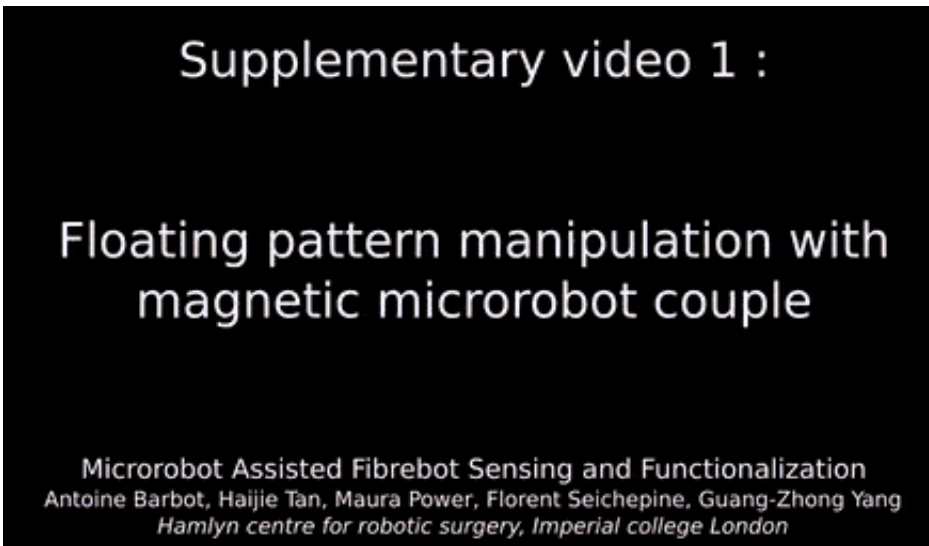 Supplementary video 1 :
Floating pattern manipulation with
magnetic microrobot couple
Microrobot Assisted Fibrebot Sensing and Functionalization
Antoine Barbot, Haijie Tan, Maura Power, Florent Seichepine, Guang-Zhong Yang
Hamlyn centre for robotic surgery, Imperial college London